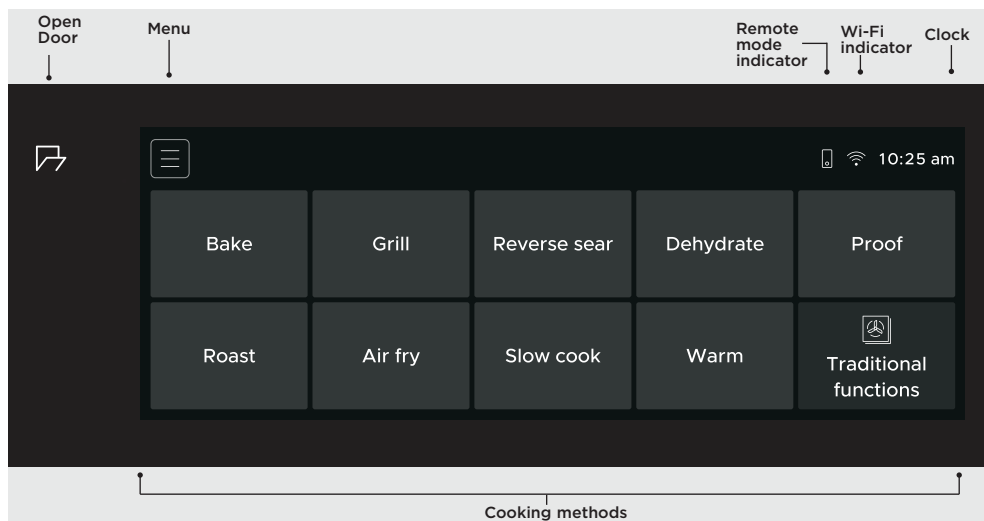 Open
Door
Menu
Remote
mode
indicator
Wi-Fi
indicator
Clock
10:25 am
Bake
Grill
Reverse sear
Dehydrate
Proof
Roast
Air fry
Slow cook
Warm
Traditional
functions
Cooking methods